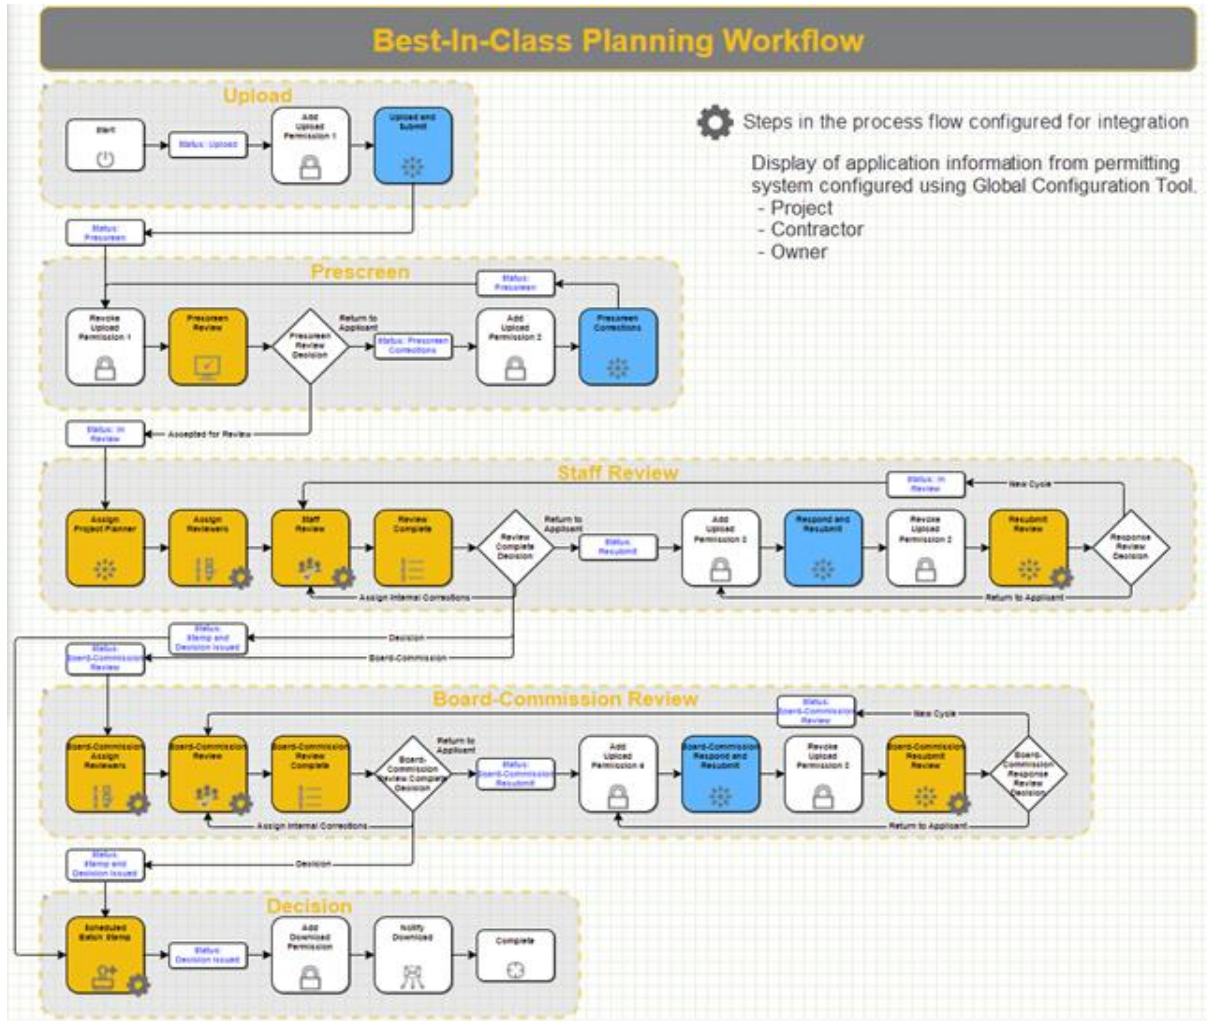 Best-In-Class Planning Workflow
Upload
Start
Status: Upload
Add
Upload
Permission 1
Upload and
Submit
Steps in the process flow configured for integration
Display of application information from permitting
system configured using Global Configuration Tool.
- Project
- Contractor
- Owner
Status:
Prescreen
Prescreen
Status:
Prescreen
Revoke
Upload
Permission 1
Prescreen
Review
Prescreen
Review
Decision
Return to
Applicant
Status: Prescreen
Corrections
Add
Upload
Permission 2
Prescreen
Corrections
Status: In
Review
Accepted for Review
Staff Review
Status: In
Review
New Cycle
Assign
Project Planner
Assign
Reviewers
Staff
Review
Review
Complete
Review
Complete
Decision
Return to
Applicant
Status:
Resubmit
Add
Upload
Permission 3
Respond and
Resubmit
Revoke
Upload
Permission 2
Resubmit
Review
Response
Review
Decision
Assign Internal Corrections
Return to Applicant
Status:
Stamp and
Decision Issued
Decision
Status:
Board-Commission
Review
Board-Commission
Board-Commission Review
Status:
Board-Commission
Review
New Cycle
Board-Commission
Assign
Reviewers
Board-Commission
Review
Board-Commission
Review
Complete
Board-
Commission
Review Complete
Decision
Return to
Applicant
Status:
Board-Commission
Resubmit
Add
Upload
Permission 4
Board-Commission
Respond and
Resubmit
Revoke
Upload
Permission 3
Board-Commission
Resubmit
Review
Board-
Commission
Response
Review
Decision
Assign Internal Corrections
Return to Applicant
Status:
Stamp and
Decision Issued
Decision
Decision
Scheduled
Batch Stamp
Status:
Decision Issued
Add
Download
Permission
Notify
Download
Complete